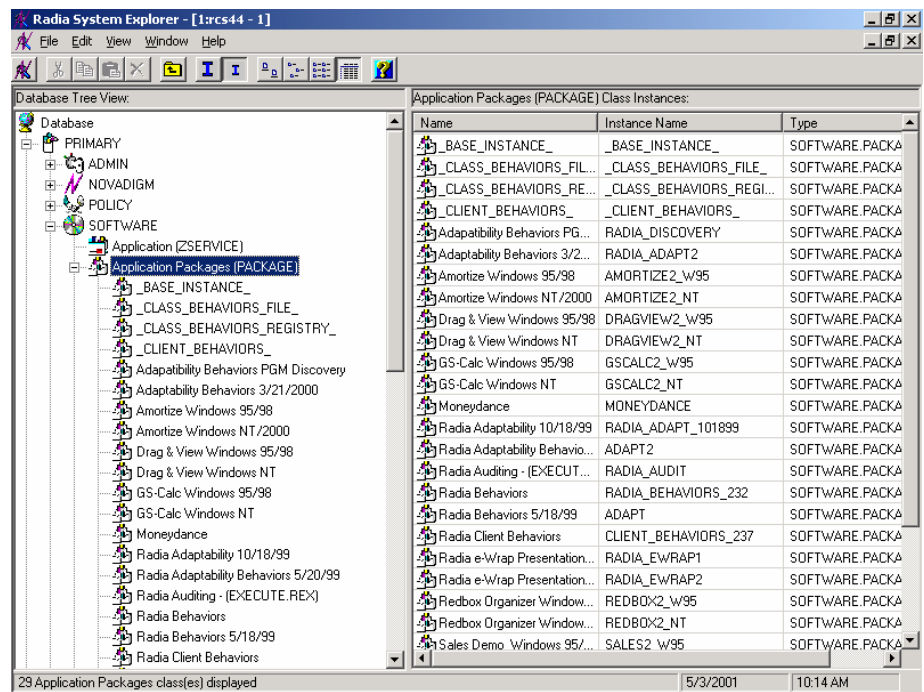 Radia System Explorer - [1:rcs44 - 1]
File Edit View Window Help
Database Tree View:
Database
PRIMARY
ADMIN
NOVADIGM
POLICY
SOFTWARE
Application (ZSERVICE)
Application Packages (PACKAGE)
_BASE_INSTANCE_
_CLASS_BEHAVIORS_FILE_
_CLASS_BEHAVIORS_REGISTRY_
_CLIENT_BEHAVIORS_
Adapatibility Behaviors PGM Discovery
Adaptability Behaviors 3/21/2000
Amortize Windows 95/98
Amortize Windows NT/2000
Drag & View Windows 95/98
Drag & View Windows NT
GS-Calc Windows 95/98
GS-Calc Windows NT
Moneydance
Radia Adaptability 10/18/99
Radia Adaptability Behaviors 5/20/99
Radia Auditing - (EXECUTE.REX)
Radia Behaviors
Radia Behaviors 5/18/99
Radia Client Behaviors
Application Packages (PACKAGE) Class Instances:
Name Instance Name Type
_BASE_INSTANCE_ _BASE_INSTANCE_ SOFTWARE.PACKA
_CLASS_BEHAVIORS_FIL... _CLASS_BEHAVIORS_FILE_ SOFTWARE.PACKA
_CLASS_BEHAVIORS_RE... _CLASS_BEHAVIORS_REGI... SOFTWARE.PACKA
_CLIENT_BEHAVIORS_ _CLIENT_BEHAVIORS_ SOFTWARE.PACKA
Adapatibility Behaviors PG... RADIA_DISCOVERY SOFTWARE.PACKA
Adaptability Behaviors 3/2... RADIA_ADAPT2 SOFTWARE.PACKA
Amortize Windows 95/98 AMORTIZE2_W95 SOFTWARE.PACKA
Amortize Windows NT/2000 AMORTIZE2_NT SOFTWARE.PACKA
Drag & View Windows 95/98 DRAGVIEW2_W95 SOFTWARE.PACKA
Drag & View Windows NT DRAGVIEW2_NT SOFTWARE.PACKA
GS-Calc Windows 95/98 GSCALC2_W95 SOFTWARE.PACKA
GS-Calc Windows NT GSCALC2_NT SOFTWARE.PACKA
Moneydance MONEYDANCE SOFTWARE.PACKA
Radia Adaptability 10/18/99 RADIA_ADAPT_101899 SOFTWARE.PACKA
Radia Adaptability Behavio... ADAPT2 SOFTWARE.PACKA
Radia Auditing - (EXECUT... RADIA_AUDIT SOFTWARE.PACKA
Radia Behaviors RADIA_BEHAVIORS_232 SOFTWARE.PACKA
Radia Behaviors 5/18/99 ADAPT SOFTWARE.PACKA
Radia Client Behaviors CLIENT_BEHAVIORS_237 SOFTWARE.PACKA
Radia e-Wrap Presentation... RADIA_EWRAP1 SOFTWARE.PACKA
Radia e-Wrap Presentation... RADIA_EWRAP2 SOFTWARE.PACKA
Redbox Organizer Window... REDBOX2_W95 SOFTWARE.PACKA
Redbox Organizer Window... REDBOX2_NT SOFTWARE.PACKA
Sales Demo Windows 95/... SALES2_W95 SOFTWARE.PACKA
29 Application Packages class(es) displayed 5/3/2001 10:14 AM